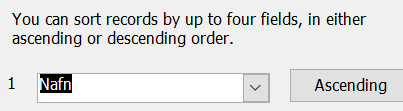 You can sort records by up to four fields, in either
ascending or descending order.
1 Nafn Ascending